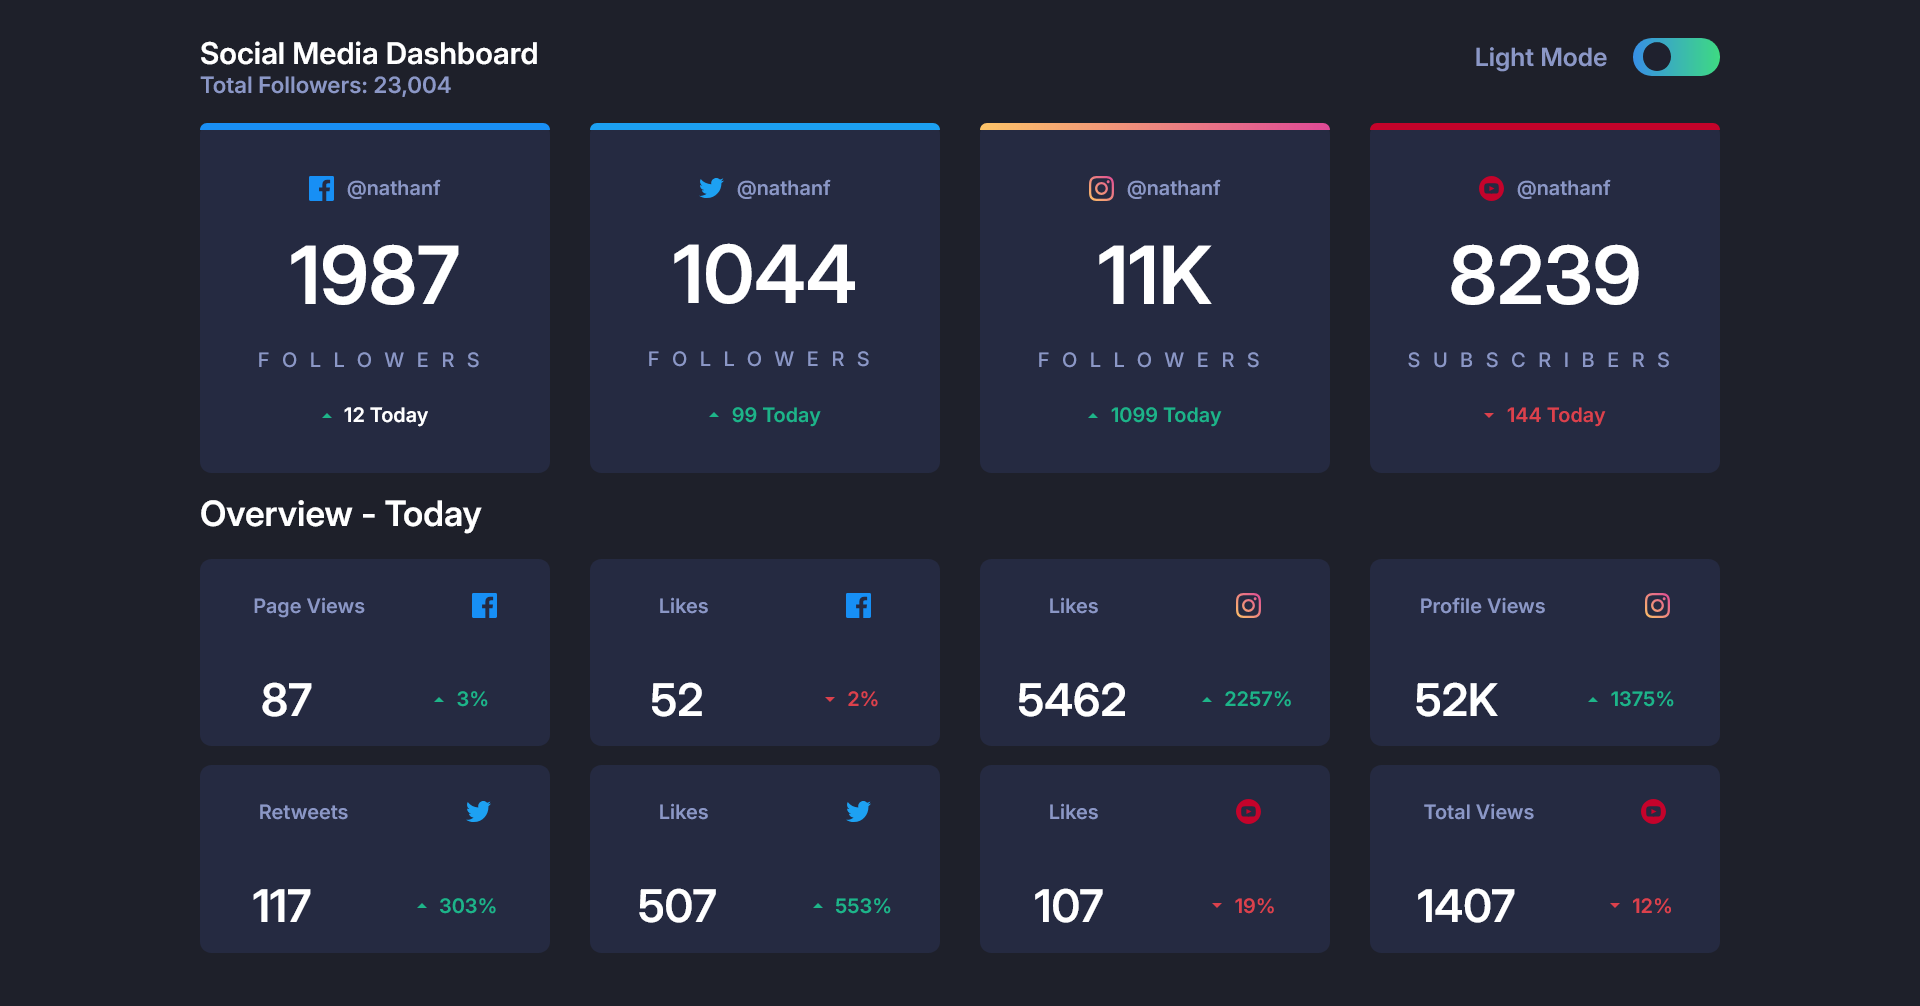 Social Media Dashboard
Total Followers: 23,004
Light Mode
@nathanf
1987
FOLLOWERS
12 Today
@nathanf
1044
FOLLOWERS
99 Today
@nathanf
11K
FOLLOWERS
1099 Today
@nathanf
8239
SUBSCRIBERS
144 Today
Overview - Today
Page Views
87
3%
Likes
52
2%
Likes
5462
2257%
Profile Views
52K
1375%
Retweets
117
303%
Likes
507
553%
Likes
107
19%
Total Views
1407
12%